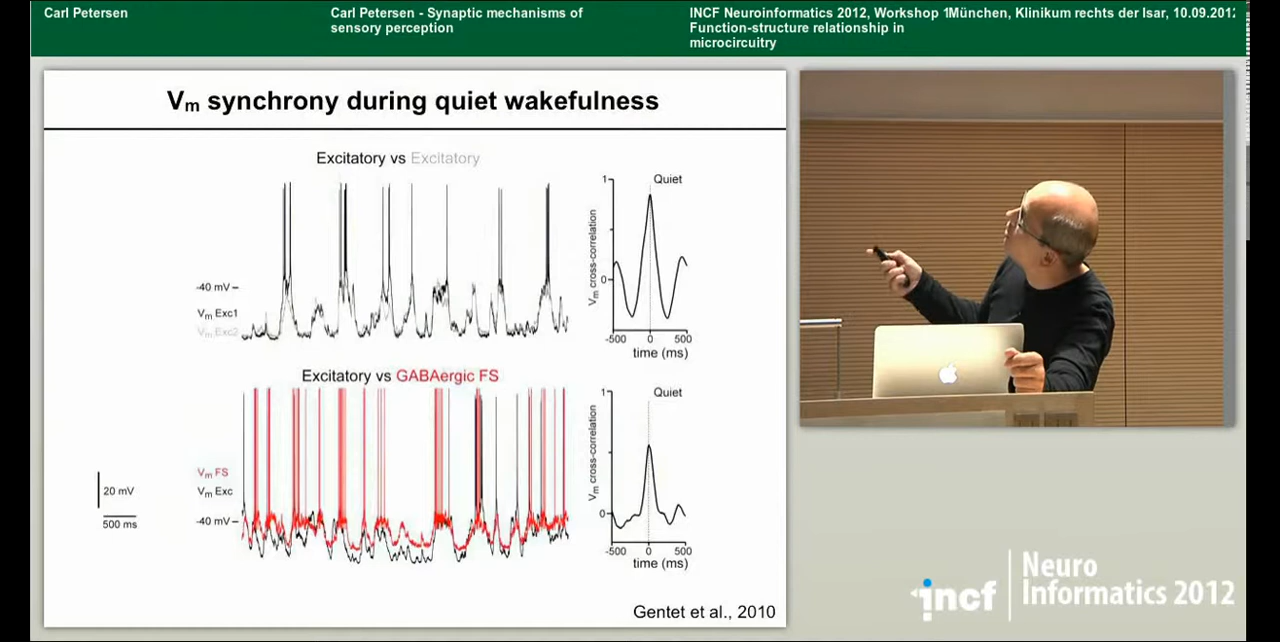 Carl Petersen
Carl Petersen - Synaptic mechanisms of
sensory perception
INCF Neuroinformatics 2012, Workshop 1München, Klinikum rechts der Isar, 10.09.2012
Function-structure relationship in
microcircuitry
Vm synchrony during quiet wakefulness
Excitatory vs Excitatory
-40 mV
Vm Exc1
Vm Exc2
1
Quiet
Vm cross-correlation
0
-500 0 500
time (ms)
Excitatory vs GABAergic FS
Vm FS
Vm Exc
-40 mV
20 mV
500 ms
1
Quiet
Vm cross-correlation
0
-500 0 500
time (ms)
Gentet et al., 2010
incf
Neuro
Informatics 2012